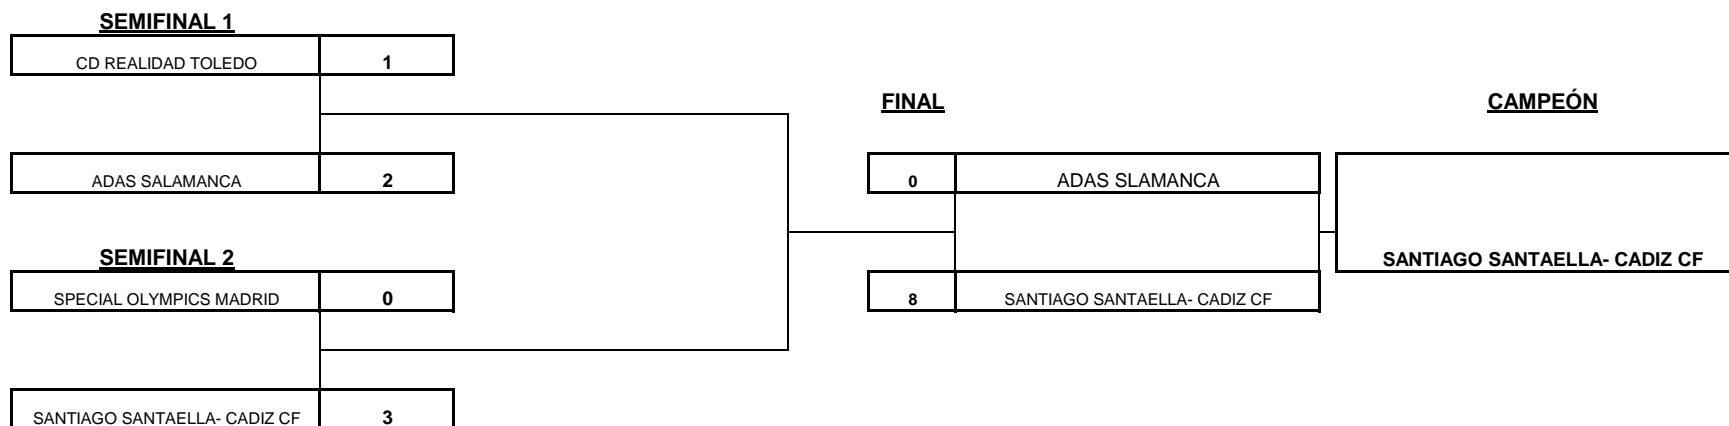 SEMIFINAL 1
CD REALIDAD TOLEDO 1
FINAL CAMPEÓN
ADAS SALAMANCA 2 0 ADAS SLAMANCA
SEMIFINAL 2 SANTIAGO SANTAELLA- CADIZ CF
SPECIAL OLYMPICS MADRID 0 8 SANTIAGO SANTAELLA- CADIZ CF
SANTIAGO SANTAELLA- CADIZ CF 3